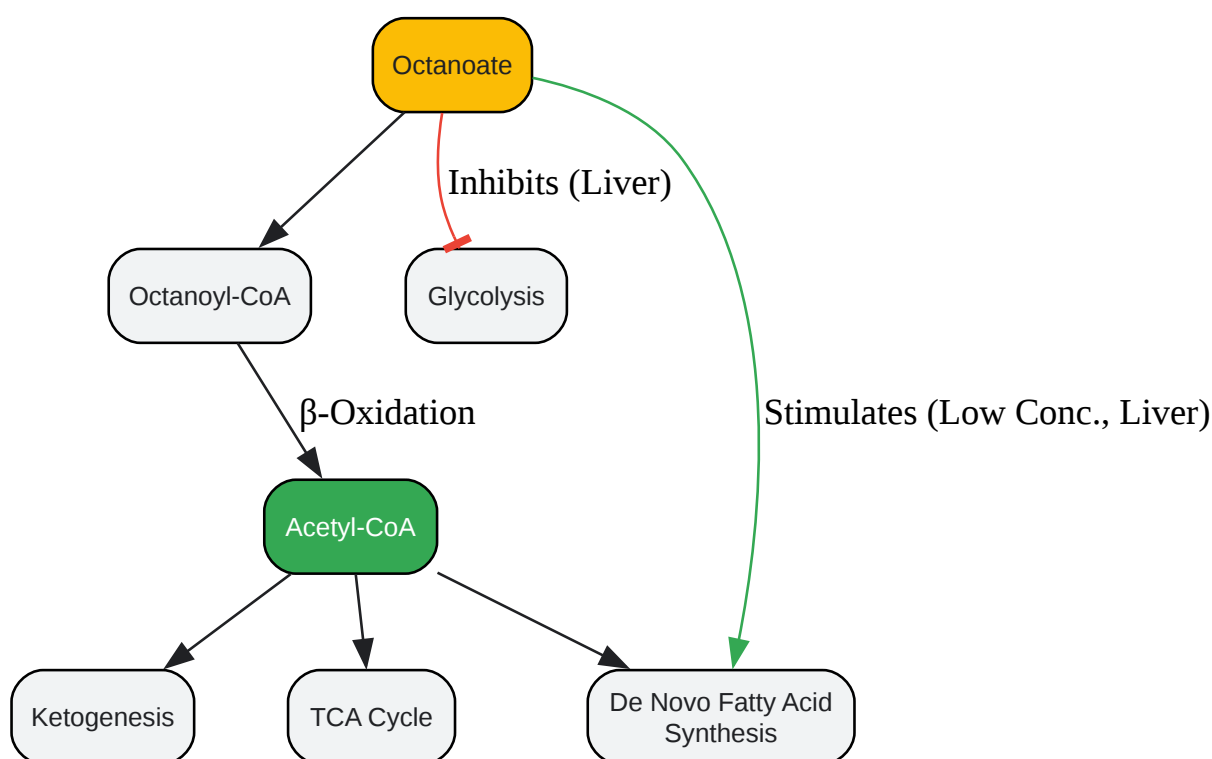 Octanoate
Inhibits (Liver)
Octanoyl-CoA
Glycolysis
β-Oxidation
Stimulates (Low Conc., Liver)
Acetyl-CoA
Ketogenesis
TCA Cycle
De Novo Fatty Acid
Synthesis